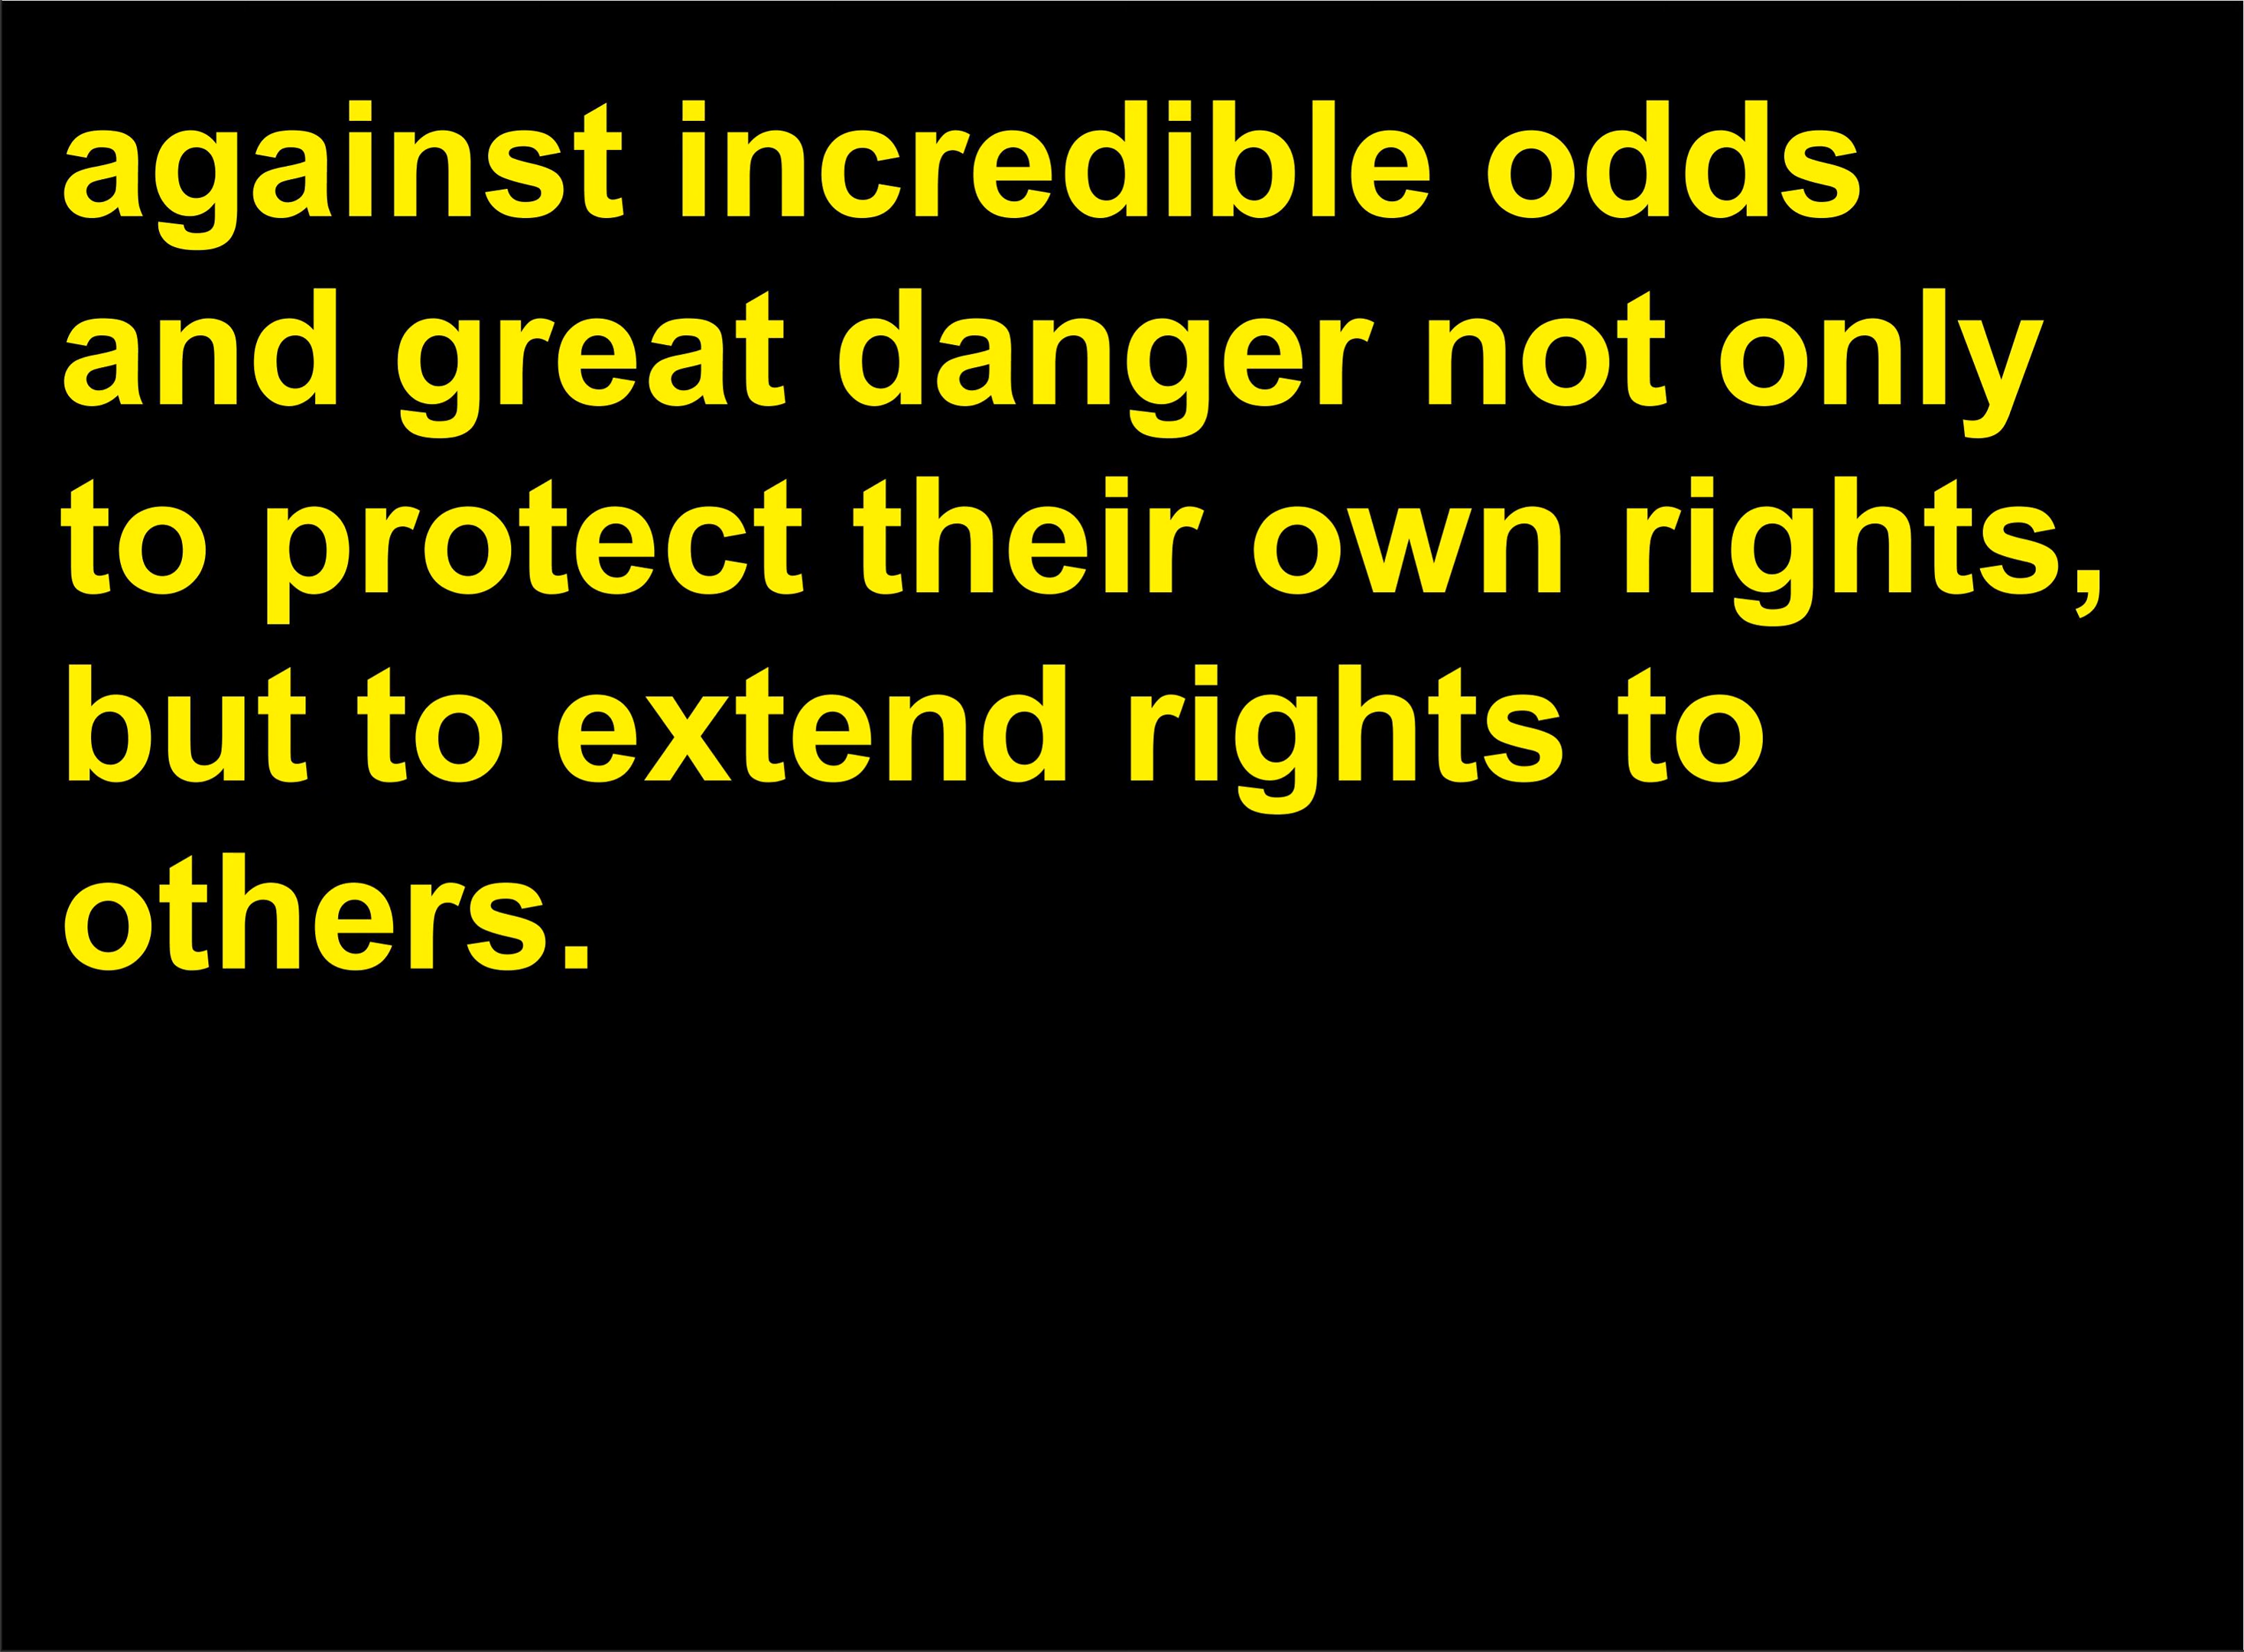 against incredible odds
and great danger not only
to protect their own rights,
but to extend rights to
others.